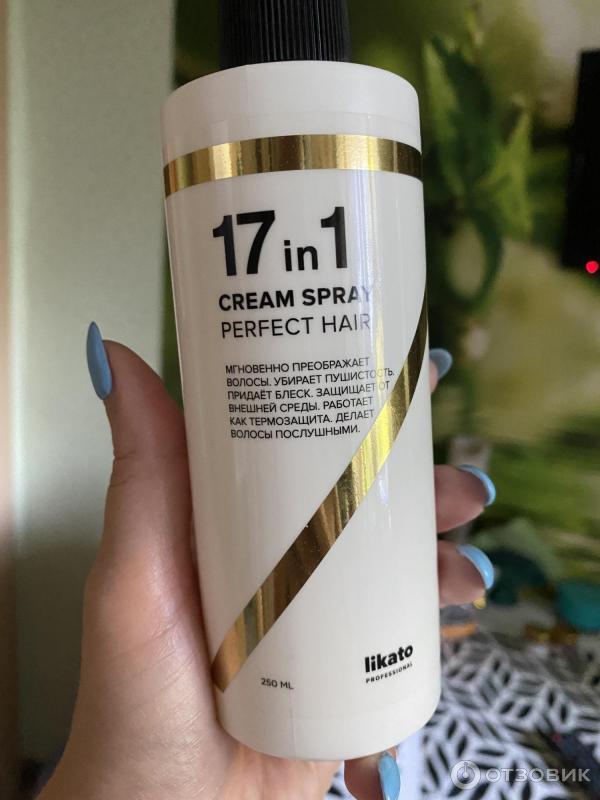 17 in 1
CREAM SPRAY
PERFECT HAIR
МГНОВЕННО ПРЕОБРАЖАЕТ
ВОЛОСЫ. УБИРАЕТ ПУШИСТОСТЬ.
ПРИДАЁТ БЛЕСК. ЗАЩИЩАЕТ ОТ
ВНЕШНЕЙ СРЕДЫ. РАБОТАЕТ
КАК ТЕРМОЗАЩИТА. ДЕЛАЕТ
ВОЛОСЫ ПОСЛУШНЫМИ.
250 ML
likato
PROFESSIONAL
ОТЗОВИК